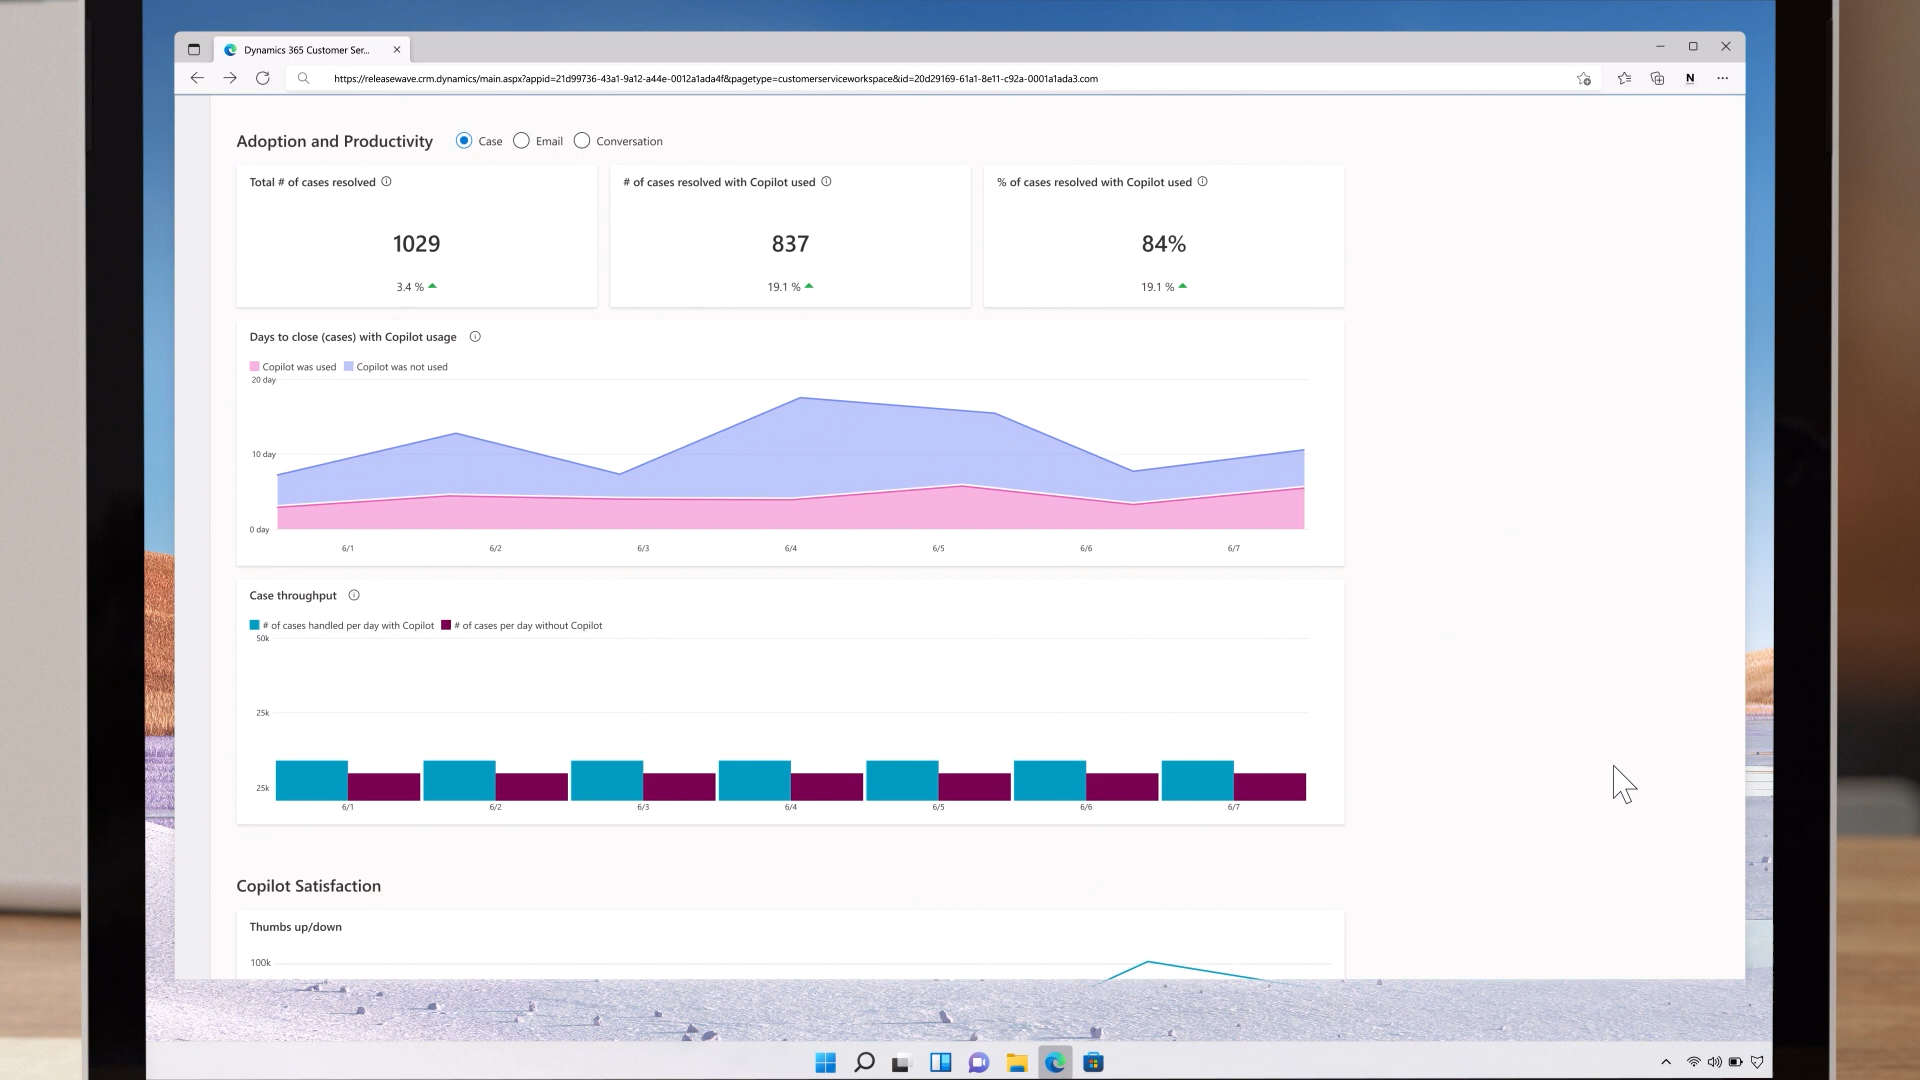 Dynamics 365 Customer Ser...
https://releasewave.crm.dynamics/main.aspx?appid=21d99736-43a1-9a12-a44e-0012a1ada4f&pagetype=customerserviceworkspace&id=20d29169-61a1-8e11-c92a-0001a1ada3.com
N
Adoption and Productivity Case Email Conversation
Total # of cases resolved
1029
3.4 %
# of cases resolved with Copilot used
837
19.1 %
% of cases resolved with Copilot used
84%
19.1 %
Days to close (cases) with Copilot usage
Copilot was used Copilot was not used
20 day
10 day
0 day
6/1 6/2 6/3 6/4 6/5 6/6 6/7
Case throughput
# of cases handled per day with Copilot # of cases per day without Copilot
50k
25k
25k
6/1 6/2 6/3 6/4 6/5 6/6 6/7
Copilot Satisfaction
Thumbs up/down
100k